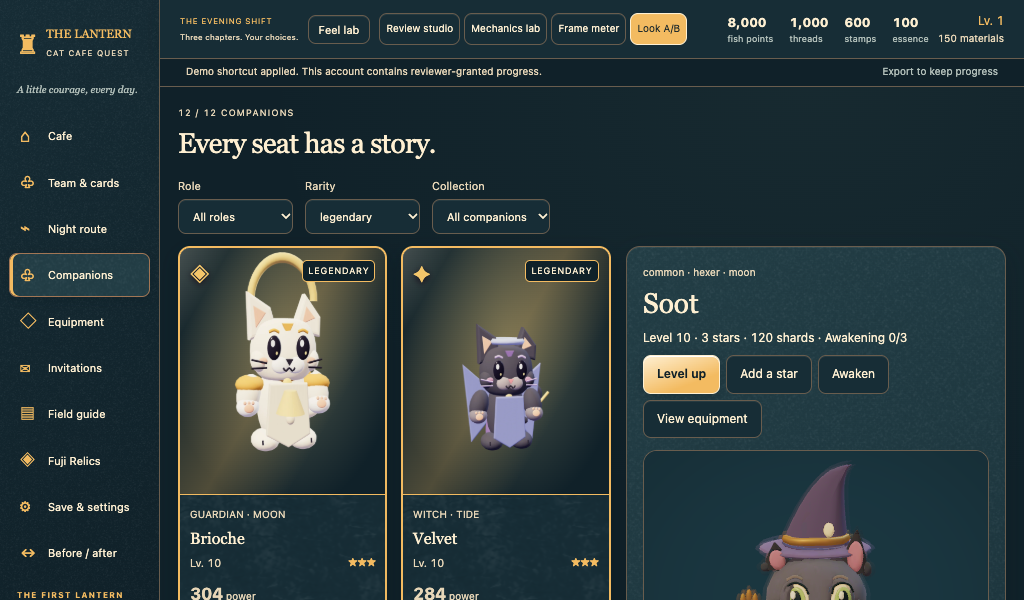 THE LANTERN
CAT CAFE QUEST
A little courage, every day.
Cafe
Team & cards
Night route
Companions
Equipment
Invitations
Field guide
Fuji Relics
Save & settings
Before / after
THE FIRST LANTERN
THE EVENING SHIFT
Three chapters. Your choices.
Feel lab
Review studio
Mechanics lab
Frame meter
Look A/B
8,000
fish points
1,000
threads
600
stamps
100
essence
Lv. 1
150 materials
Demo shortcut applied. This account contains reviewer-granted progress.
Export to keep progress
12 / 12 COMPANIONS
Every seat has a story.
Role
Rarity
Collection
All roles
legendary
All companions
LEGENDARY
GUARDIAN · MOON
Brioche
Lv. 10
304 power
LEGENDARY
WITCH · TIDE
Velvet
Lv. 10
284 power
common · hexer · moon
Soot
Level 10 · 3 stars · 120 shards · Awakening 0/3
Level up
Add a star
Awaken
View equipment